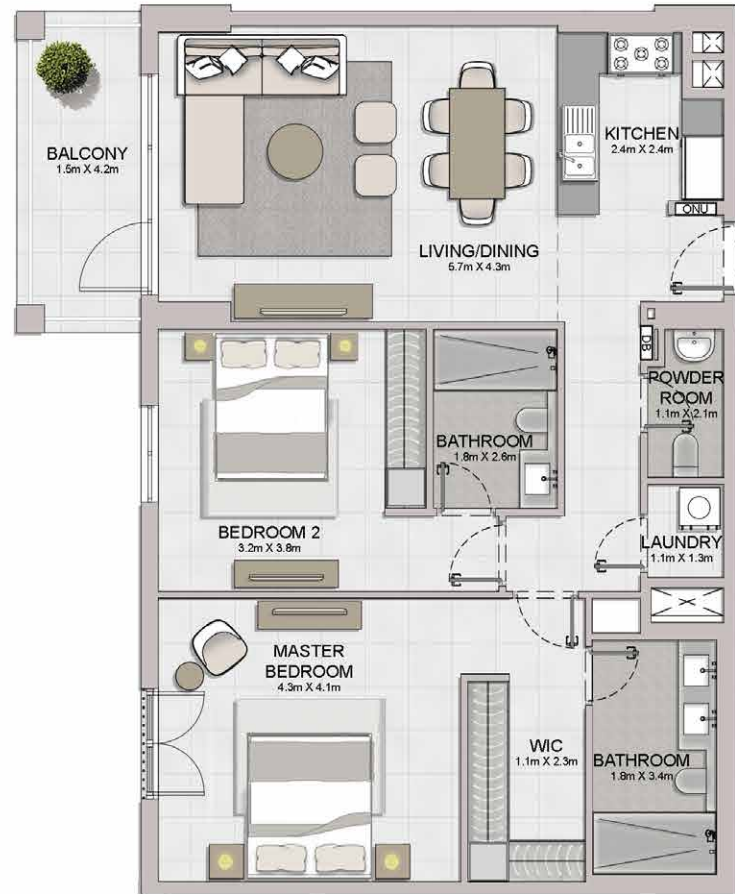 BALCONY
1.5m X 4.2m
KITCHEN
2.4m X 2.4m
ONU
LIVING/DINING
5.7m X 4.3m
DB
POWDER
ROOM
1.1m X 2.1m
BATHROOM
1.8m X 2.6m
BEDROOM 2
3.2m X 3.8m
LAUNDRY
1.1m X 1.3m
MASTER
BEDROOM
4.3m X 4.1m
WIC
1.1m X 2.3m
BATHROOM
1.8m X 3.4m